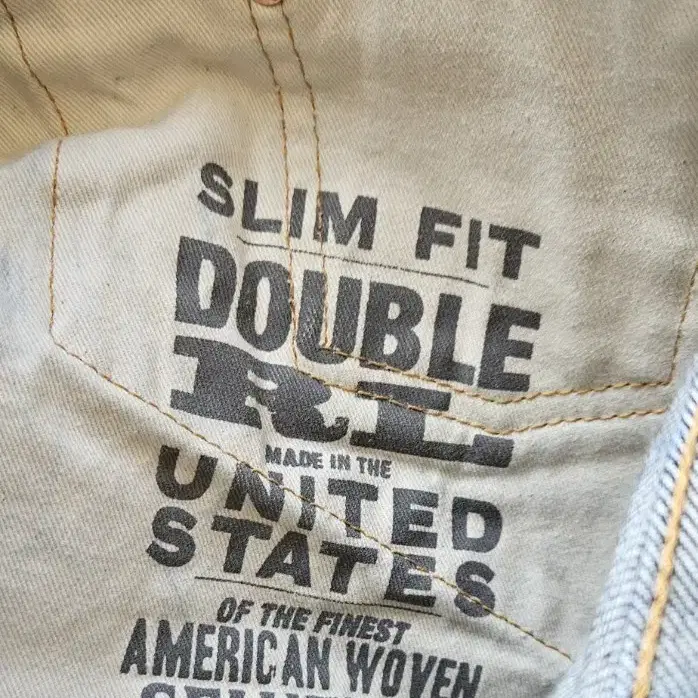 SLIM FIT
DOUBLE
RL
MADE IN THE
UNITED
STATES
OF THE FINEST
AMERICAN WOVEN